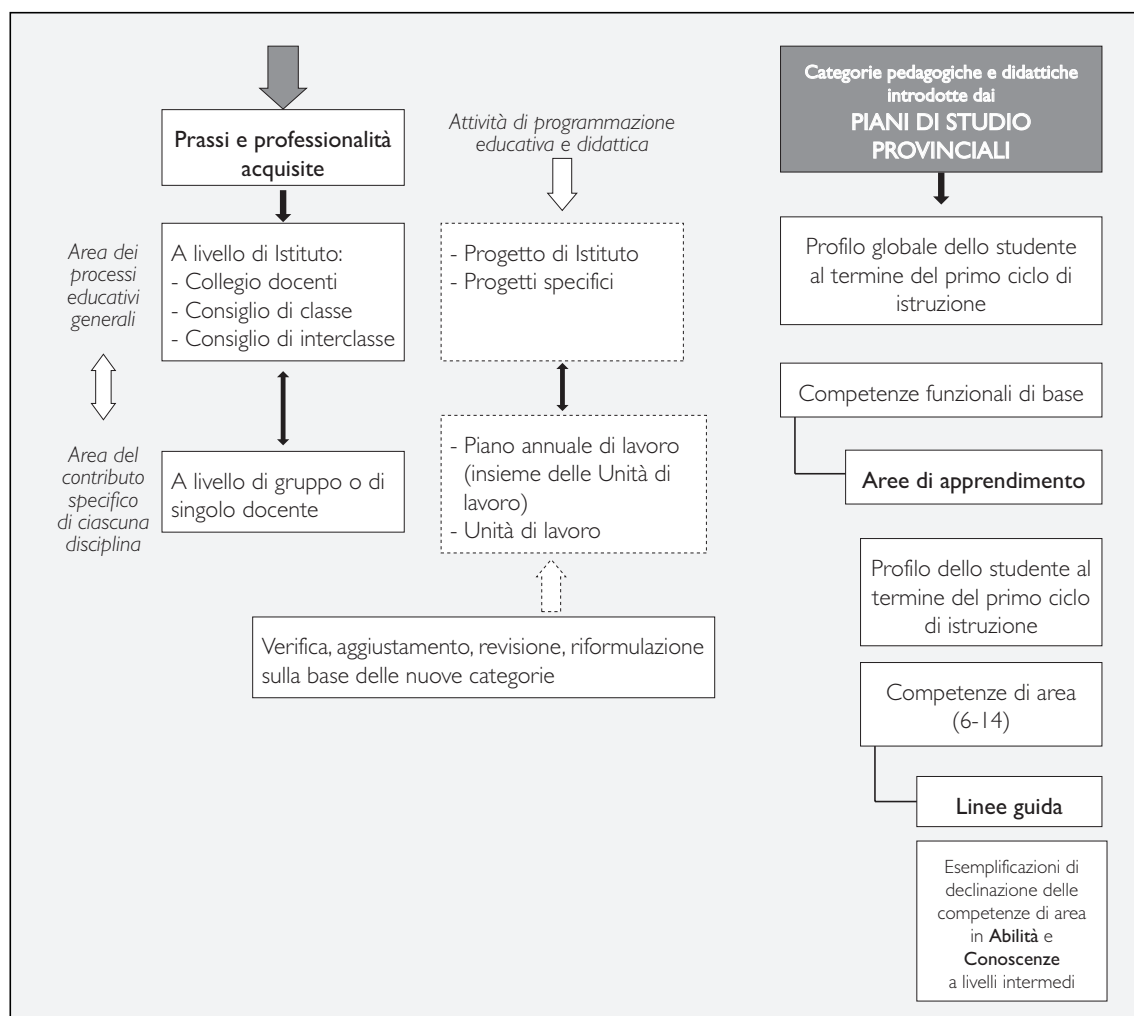 Prassi e professionalità
acquisite
Area dei
processi
educativi
generali
A livello di Istituto:
- Collegio docenti
- Consiglio di classe
- Consiglio di interclasse
Area del
contributo
specifico
di ciascuna
disciplina
A livello di gruppo o di
singolo docente
Attività di programmazione
educativa e didattica
- Progetto di Istituto
- Progetti specifici
- Piano annuale di lavoro
(insieme delle Unità di
lavoro)
- Unità di lavoro
Verifica, aggiustamento, revisione, riformulazione
sulla base delle nuove categorie
Categorie pedagogiche e didattiche
introdotte dai
PIANI DI STUDIO
PROVINCIALI
Profilo globale dello studente
al termine del primo ciclo di
istruzione
Competenze funzionali di base
Aree di apprendimento
Profilo dello studente al
termine del primo ciclo
di istruzione
Competenze di area
(6-14)
Linee guida
Esemplificazioni di
declinazione delle
competenze di area
in Abilità e
Conoscenze
a livelli intermedi